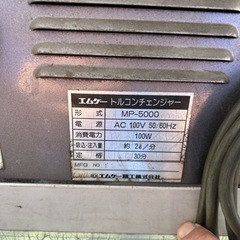 エムケー トルコンチェンジャー
形式 MP-5000
電源 AC 100V 50/60Hz
消費電力 100W
吸込・注入量 約 2ℓ/分
定格 30分
MFG NO
エムケー精工株式会社